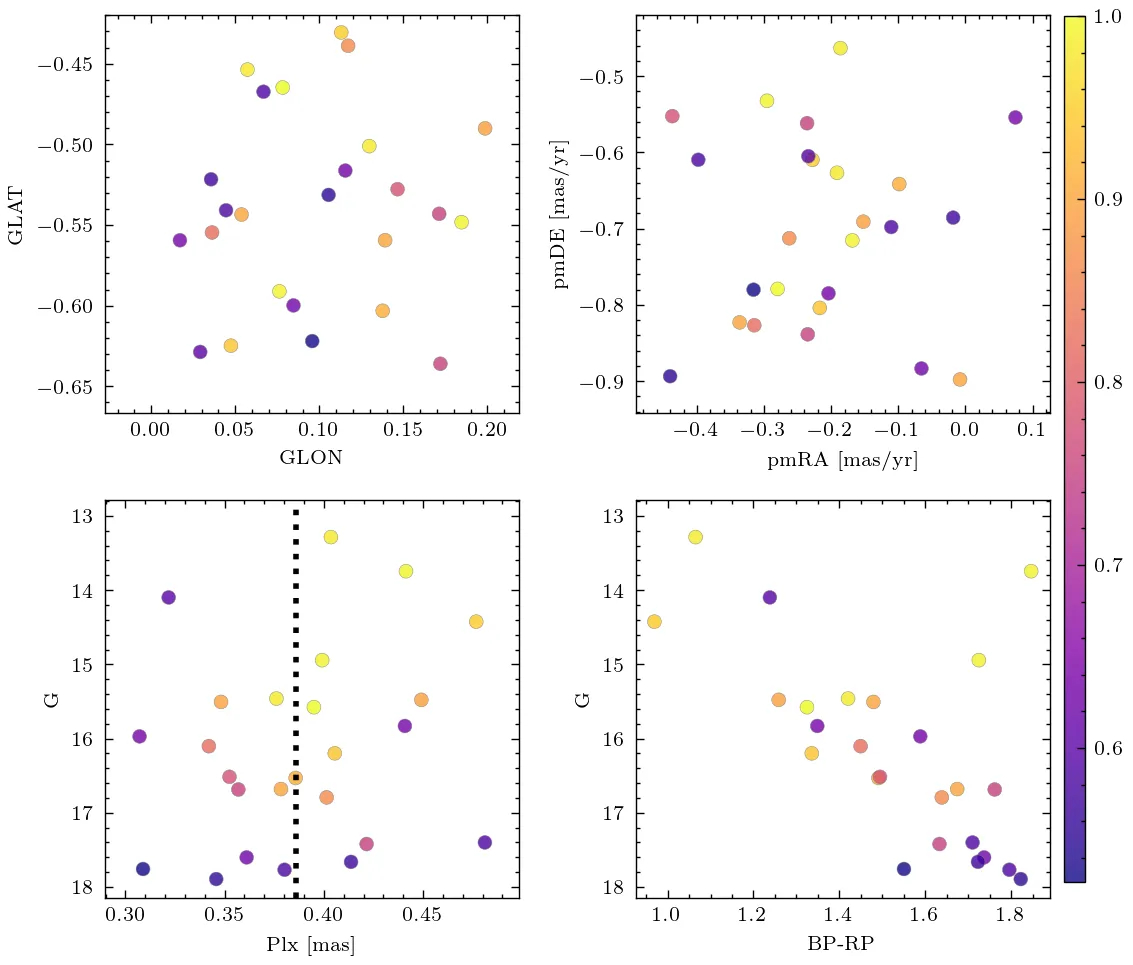 −0.45
−0.50
−0.55
−0.60
−0.65
GLAT
0.00 0.05 0.10 0.15 0.20
GLON
−0.5
−0.6
−0.7
−0.8
−0.9
pmDE [mas/yr]
−0.4 −0.3 −0.2 −0.1 0.0 0.1
pmRA [mas/yr]
13
14
15
16
17
18
G
0.30 0.35 0.40 0.45
Plx [mas]
13
14
15
16
17
18
G
1.0 1.2 1.4 1.6 1.8
BP-RP
1.0
0.9
0.8
0.7
0.6